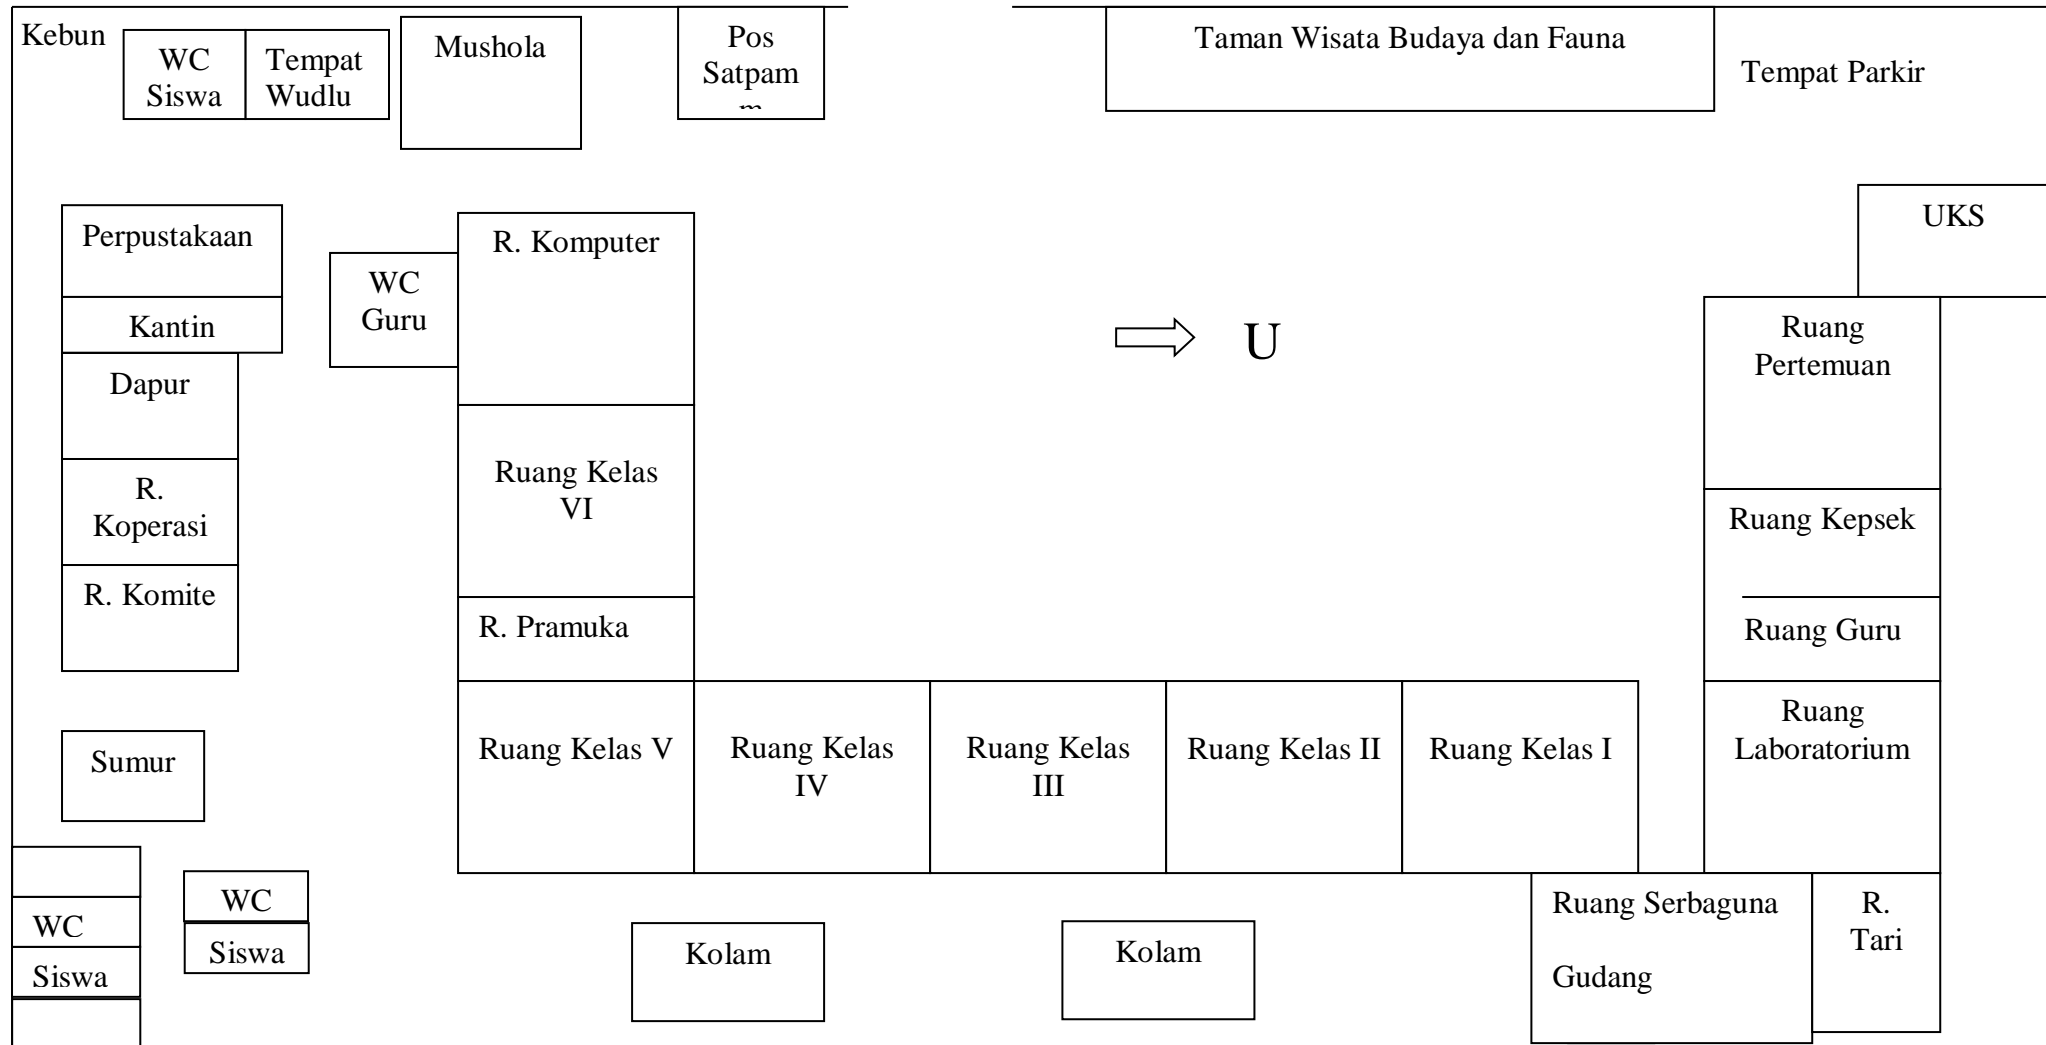 Kebun
WC
Siswa
Tempat
Wudlu
Mushola
Pos
Satpam
m
Taman Wisata Budaya dan Fauna
Tempat Parkir
Perpustakaan
Kantin
Dapur
R.
Koperasi
R. Komite
Sumur
WC
Guru
R. Komputer
Ruang Kelas
VI
R. Pramuka
U
UKS
Ruang
Pertemuan
Ruang Kepsek
Ruang Guru
Ruang
Laboratorium
Ruang Kelas V
Ruang Kelas
IV
Ruang Kelas
III
Ruang Kelas II
Ruang Kelas I
WC
Siswa
WC
Siswa
Kolam
Kolam
Ruang Serbaguna
Gudang
R.
Tari